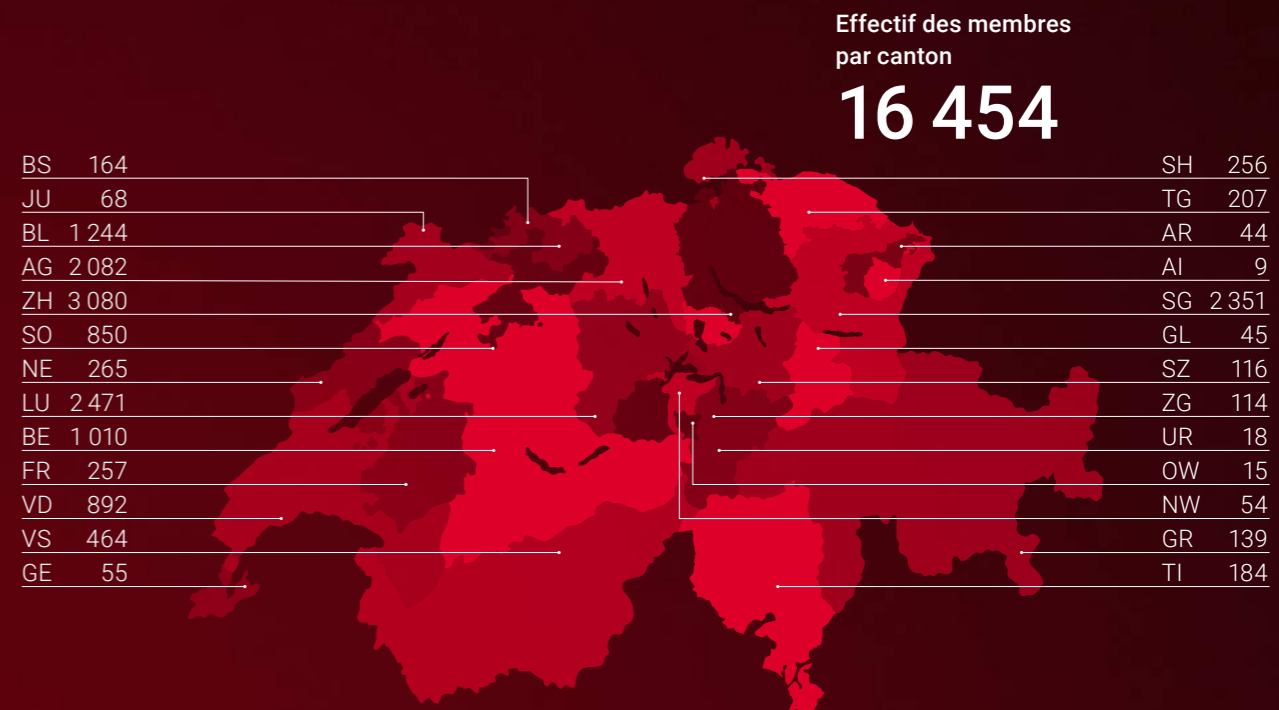 Effectif des membres
par canton
16 454
BS 164
JU 68
BL 1 244
AG 2 082
ZH 3 080
SO 850
NE 265
LU 2 471
BE 1 010
FR 257
VD 892
VS 464
GE 55
SH 256
TG 207
AR 44
AI 9
SG 2 351
GL 45
SZ 116
ZG 114
UR 18
OW 15
NW 54
GR 139
TI 184